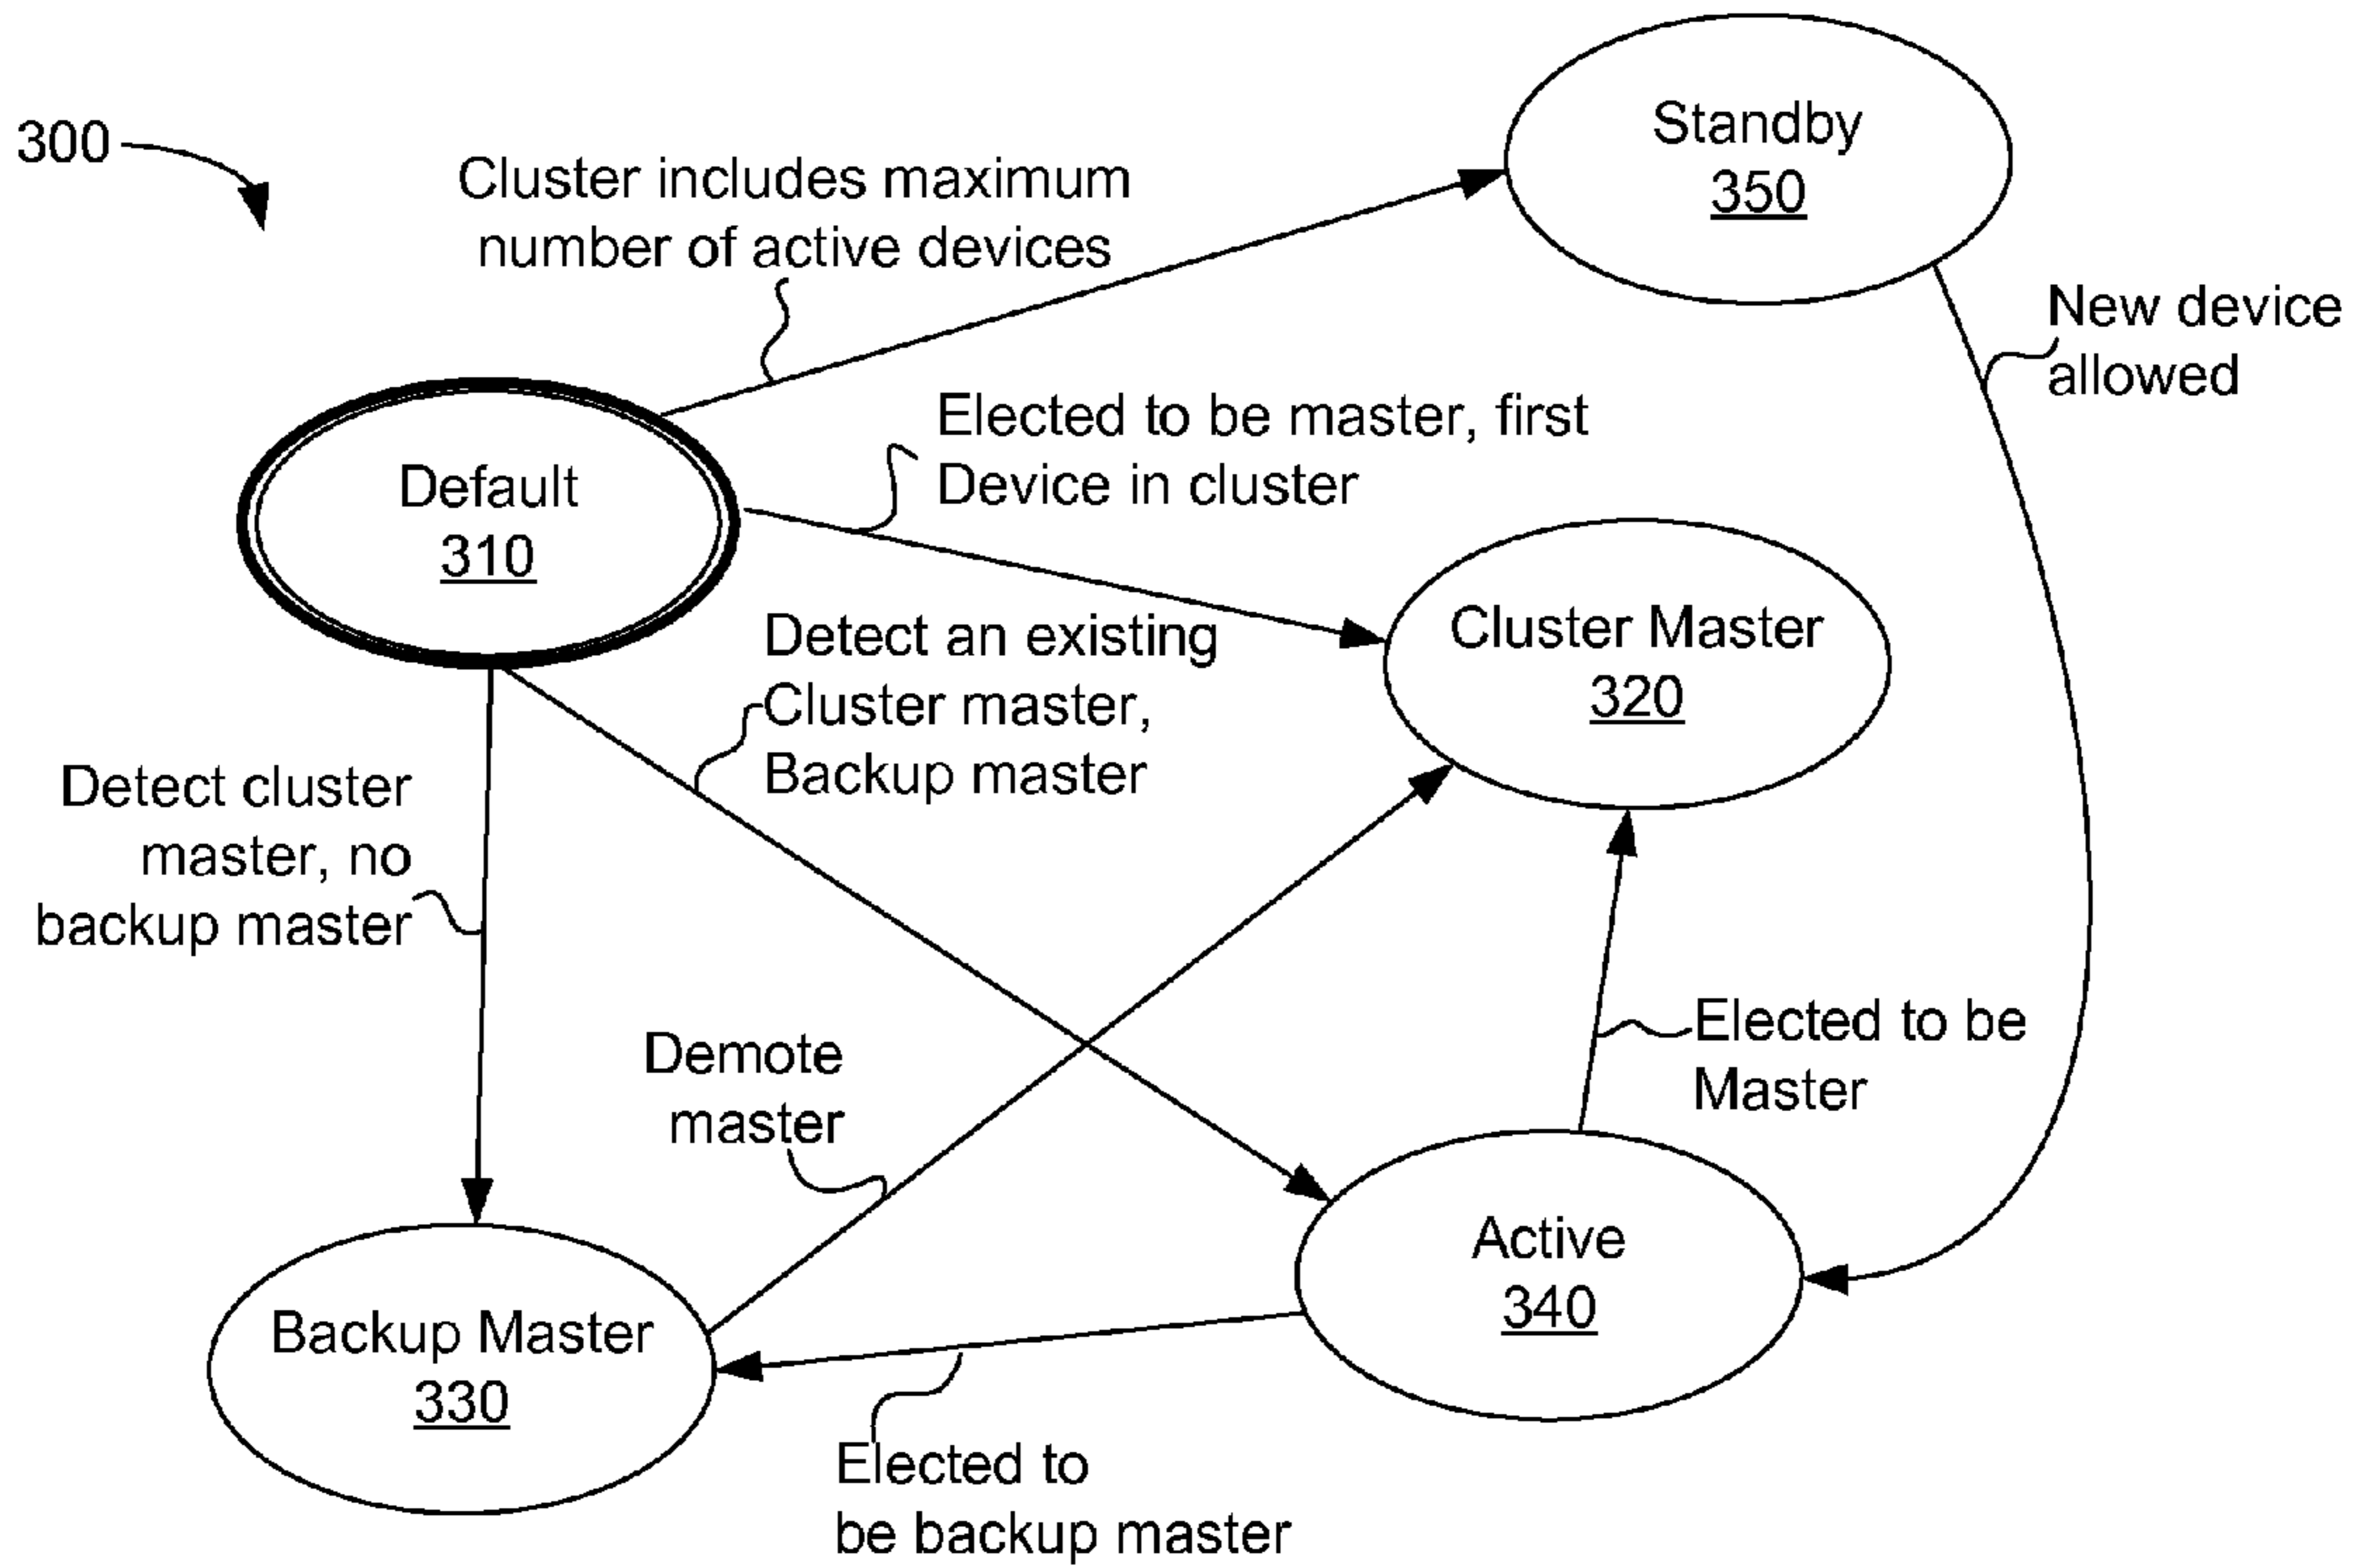 300
Standby
350
Cluster includes maximum
number of active devices
New device
allowed
Elected to be master, first
Device in cluster
Default
310
Detect an existing
Cluster master,
Backup master
Cluster Master
320
Detect cluster
master, no
backup master
Demote
master
Elected to be
Master
Active
340
Backup Master
330
Elected to
be backup master